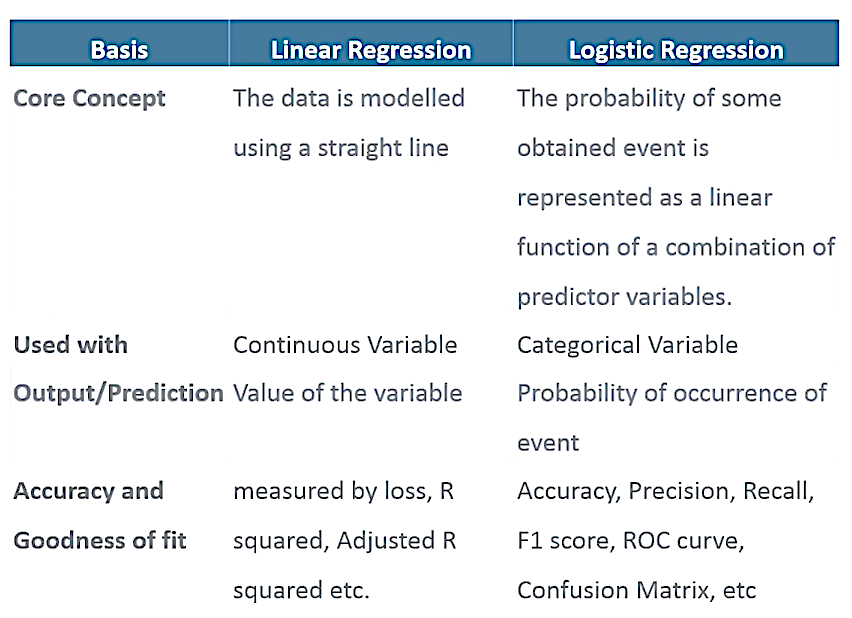 Basis Linear Regression Logistic Regression
Core Concept The data is modelled The probability of some
using a straight line obtained event is
represented as a linear
function of a combination of
predictor variables.
Used with Continuous Variable Categorical Variable
Output/Prediction Value of the variable Probability of occurrence of
event
Accuracy and measured by loss, R Accuracy, Precision, Recall,
Goodness of fit squared, Adjusted R F1 score, ROC curve,
squared etc. Confusion Matrix, etc